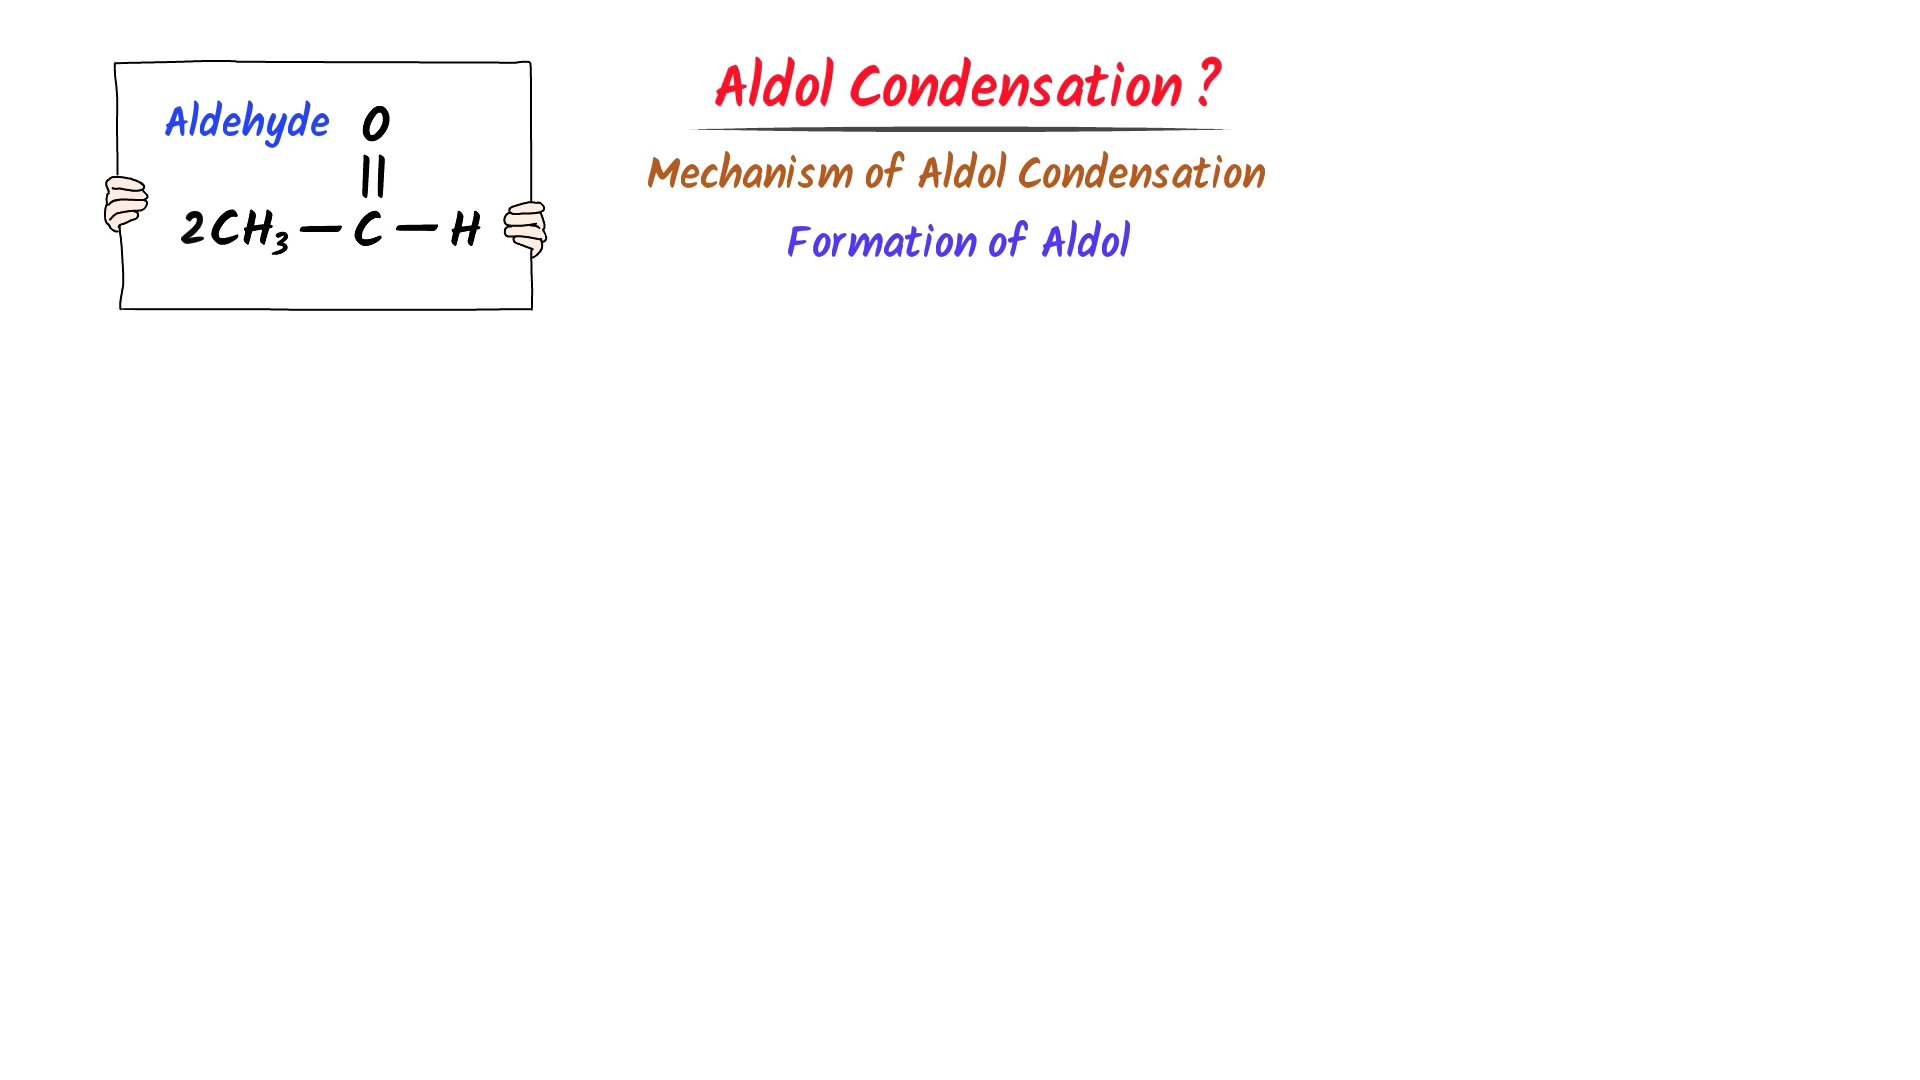 Aldol Condensation ?
Mechanism of Aldol Condensation
Formation of Aldol
Aldehyde O
||
2CH₃ — C — H